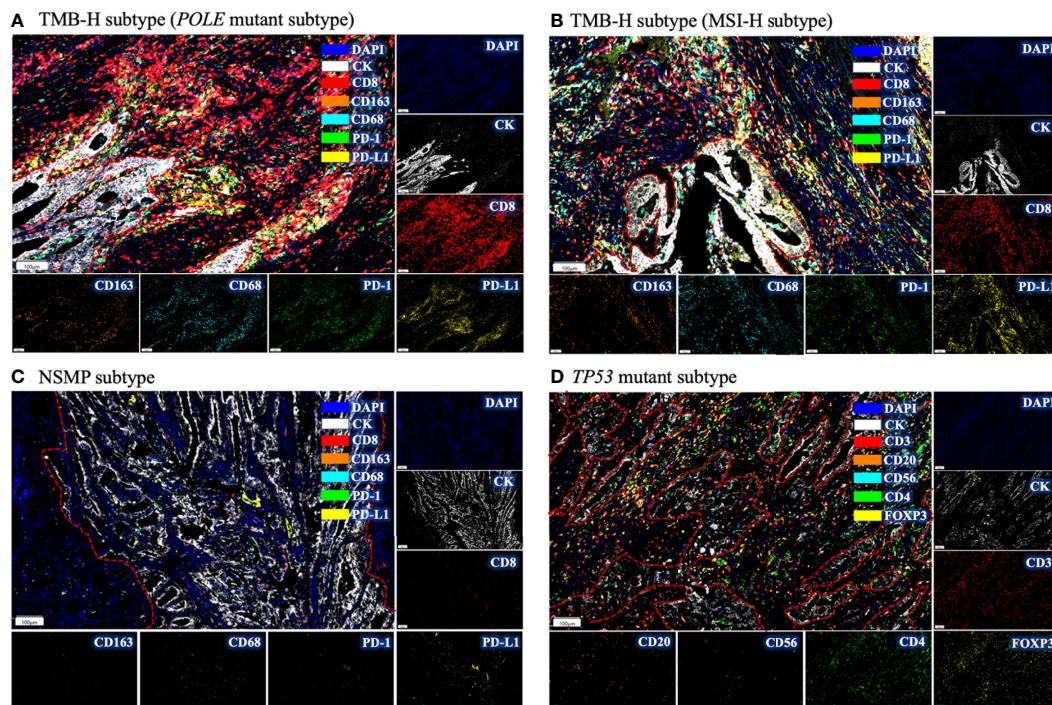 A TMB-H subtype (POLE mutant subtype)
DAPI
CK
CD8
CD163
CD68
PD-1
PD-L1
100μm
DAPI
CK
CD8
CD163
CD68
PD-1
PD-L1
B TMB-H subtype (MSI-H subtype)
DAPI
CK
CD8
CD163
CD68
PD-1
PD-L1
100μm
DAPI
CK
CD8
CD163
CD68
PD-1
PD-L1
C NSMP subtype
DAPI
CK
CD8
CD163
CD68
PD-1
PD-L1
100μm
DAPI
CK
CD8
CD163
CD68
PD-1
PD-L1
D TP53 mutant subtype
DAPI
CK
CD3
CD20
CD56
CD4
FOXP3
100μm
DAPI
CK
CD3
CD20
CD56
CD4
FOXP3